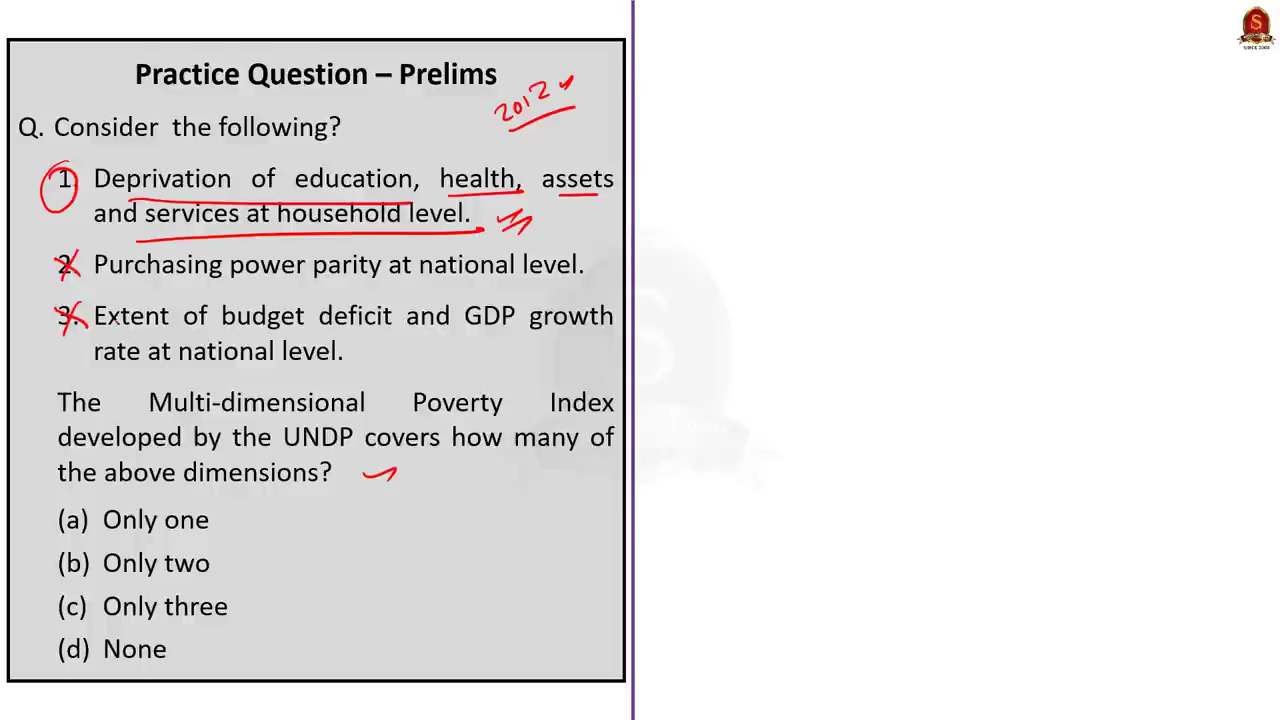 Practice Question – Prelims
2012
Q. Consider the following?
1. Deprivation of education, health, assets
and services at household level.
2. Purchasing power parity at national level.
3. Extent of budget deficit and GDP growth
rate at national level.
The Multi-dimensional Poverty Index
developed by the UNDP covers how many of
the above dimensions?
(a) Only one
(b) Only two
(c) Only three
(d) None
S
SINCE 2004